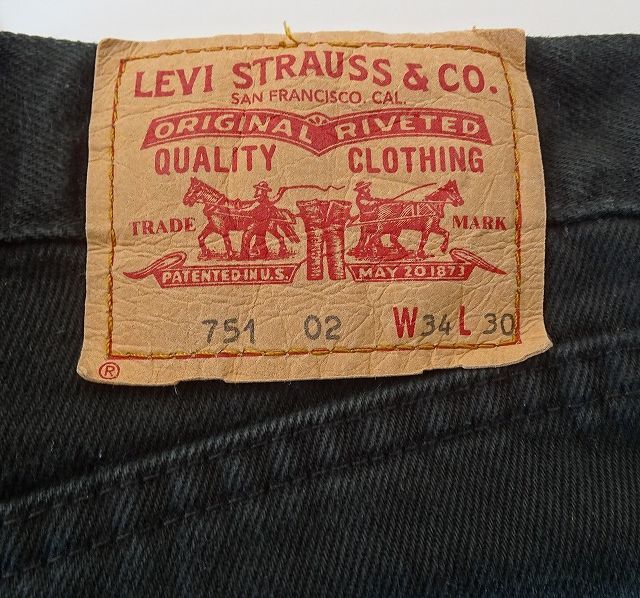 LEVI STRAUSS & CO.
SAN FRANCISCO, CAL.
ORIGINAL RIVETED
QUALITY CLOTHING
TRADE MARK
PATENTED IN U.S. MAY 20 1873
751 02 W34 L 30
®